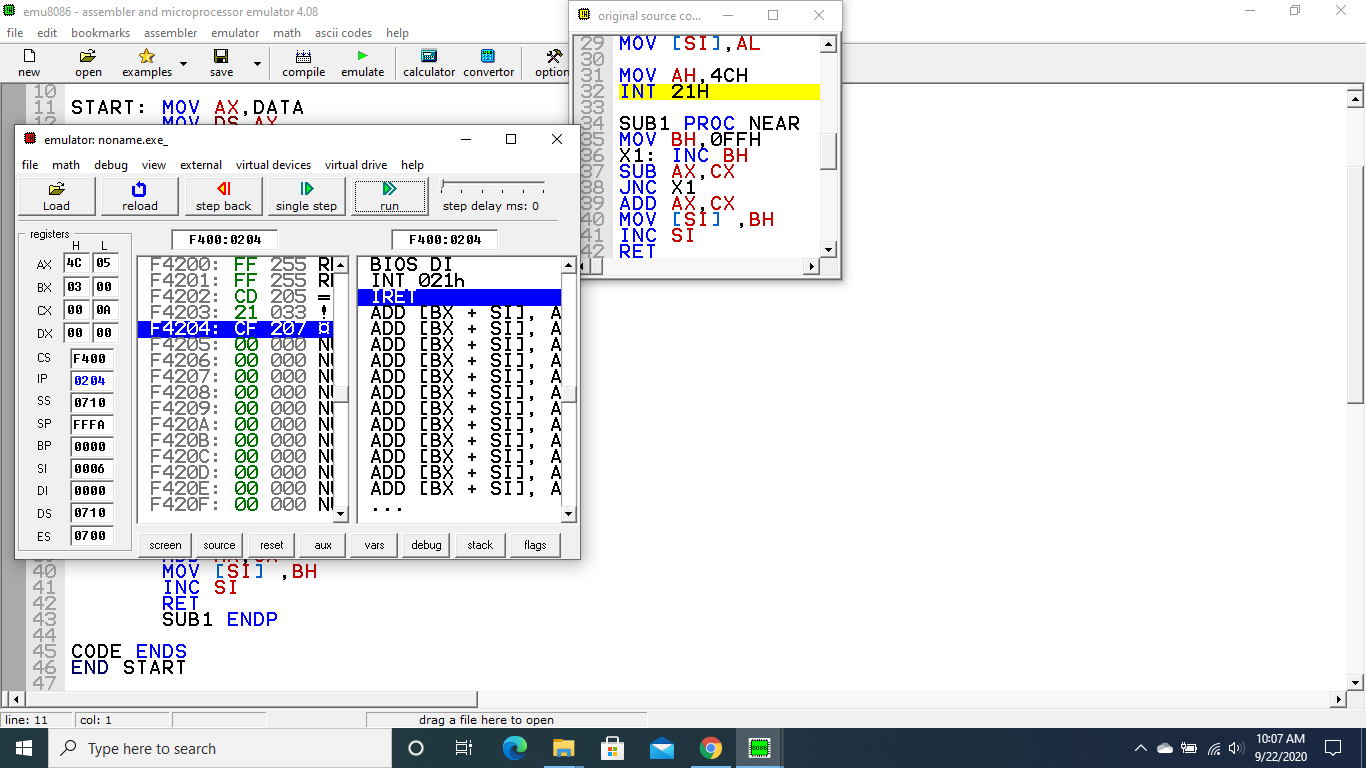 emu8086 - assembler and microprocessor emulator 4.08
file edit bookmarks assembler emulator math ascii codes help
new open examples save compile emulate calculator convertor option
10
11 START: MOV AX,DATA
MOV DS,AX
original source co...
29 MOV [SI],AL
30
31 MOV AH,4CH
32 INT 21H
33
34 SUB1 PROC NEAR
35 MOV BH,0FFH
36 X1: INC BH
37 SUB AX,CX
38 JNC X1
39 ADD AX,CX
40 MOV [SI] ,BH
41 INC SI
42 RET
emulator: noname.exe_
file math debug view external virtual devices virtual drive help
Load reload step back single step run step delay ms: 0
registers
H L
AX 4C 05
BX 03 00
CX 00 0A
DX 00 00
CS F400
IP 0204
SS 0710
SP FFFA
BP 0000
SI 0006
DI 0000
DS 0710
ES 0700
F400:0204
F4200: FF 255
F4201: FF 255
F4202: CD 205 =
F4203: 21 033 !
F4204: CF 207 ¤
F4205: 00 000
F4206: 00 000
F4207: 00 000
F4208: 00 000
F4209: 00 000
F420A: 00 000
F420B: 00 000
F420C: 00 000
F420D: 00 000
F420E: 00 000
F420F: 00 000
F400:0204
BIOS DI
INT 021h
IRET
ADD [BX + SI], A
ADD [BX + SI], A
ADD [BX + SI], A
ADD [BX + SI], A
ADD [BX + SI], A
ADD [BX + SI], A
ADD [BX + SI], A
ADD [BX + SI], A
ADD [BX + SI], A
ADD [BX + SI], A
ADD [BX + SI], A
ADD [BX + SI], A
...
screen source reset aux vars debug stack flags
39 ADD AX,CX
40 MOV [SI] ,BH
41 INC SI
42 RET
43 SUB1 ENDP
44
45 CODE ENDS
46 END START
47
line: 11 col: 1 drag a file here to open
Type here to search
8086
10:07 AM
9/22/2020